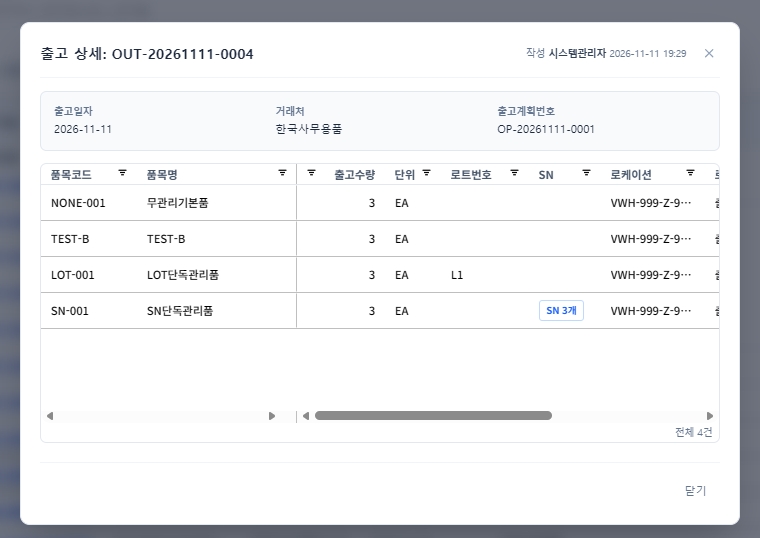 출고 상세: OUT-20261111-0004
작성 시스템관리자 2026-11-11 19:29
출고일자 거래처 출고계획번호
2026-11-11 한국사무용품 OP-20261111-0001
품목코드 품목명 출고수량 단위 로트번호 SN 로케이션
NONE-001 무관리기본품 3 EA VWH-999-Z-9···
TEST-B TEST-B 3 EA VWH-999-Z-9···
LOT-001 LOT단독관리품 3 EA L1 VWH-999-Z-9···
SN-001 SN단독관리품 3 EA SN 3개 VWH-999-Z-9···
전체 4건
닫기